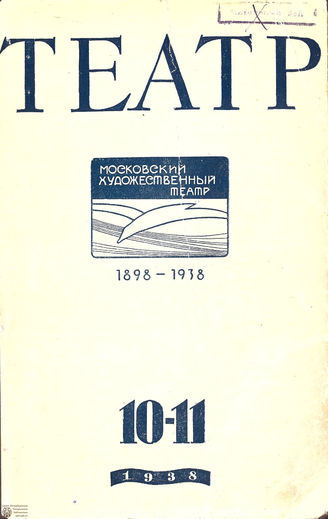 ТЕАТР
МОСКОВСКИЙ
ХУДОЖЕСТВЕННЫЙ
ТЕАТР
1898 – 1938
10-11
1938